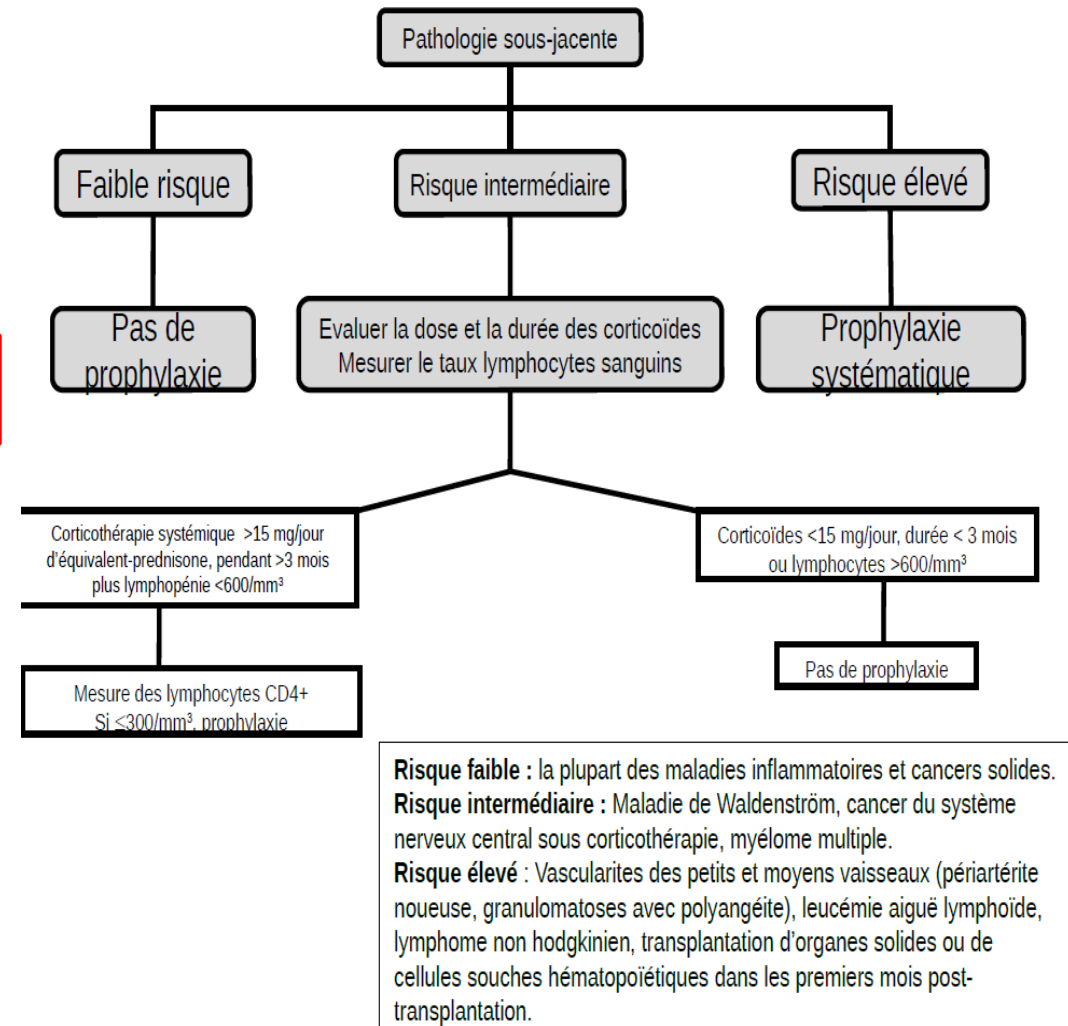 Pathologie sous-jacente
Faible risque
Risque intermédiaire
Risque élevé
Pas de
prophylaxie
Evaluer la dose et la durée des corticoïdes
Mesurer le taux lymphocytes sanguins
Prophylaxie
systématique
Corticothérapie systémique >15 mg/jour
d'équivalent-prednisone, pendant >3 mois
plus lymphopénie <600/mm³
Corticoïdes <15 mg/jour, durée < 3 mois
ou lymphocytes >600/mm³
Mesure des lymphocytes CD4+
Si ≤300/mm³, prophylaxie
Pas de prophylaxie
Risque faible : la plupart des maladies inflammatoires et cancers solides.
Risque intermédiaire : Maladie de Waldenström, cancer du système
nerveux central sous corticothérapie, myélome multiple.
Risque élevé : Vascularites des petits et moyens vaisseaux (périartérite
noueuse, granulomatoses avec polyangéite), leucémie aiguë lymphoïde,
lymphome non hodgkinien, transplantation d'organes solides ou de
cellules souches hématopoïétiques dans les premiers mois post-
transplantation.